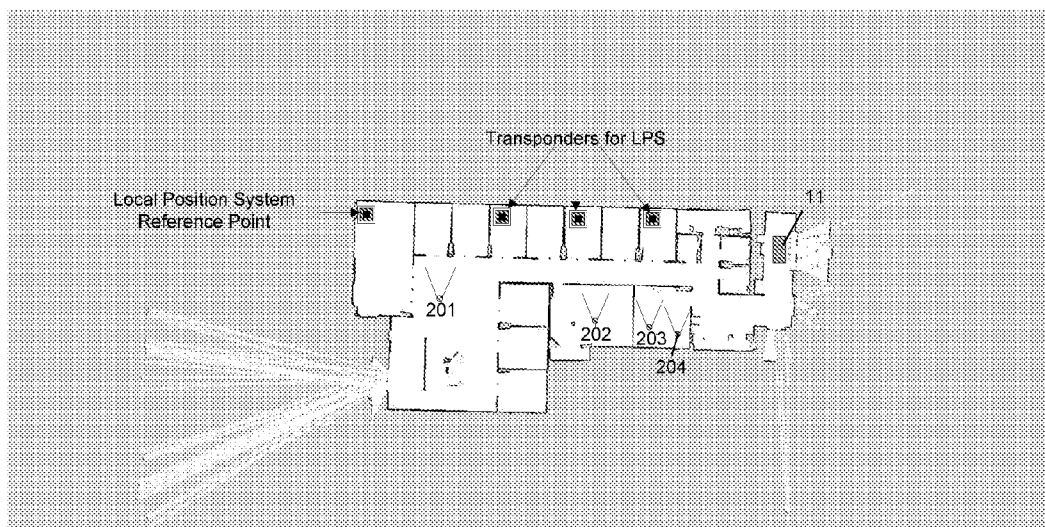 Transponders for LPS
Local Position System
Reference Point
11
201
202
203
204